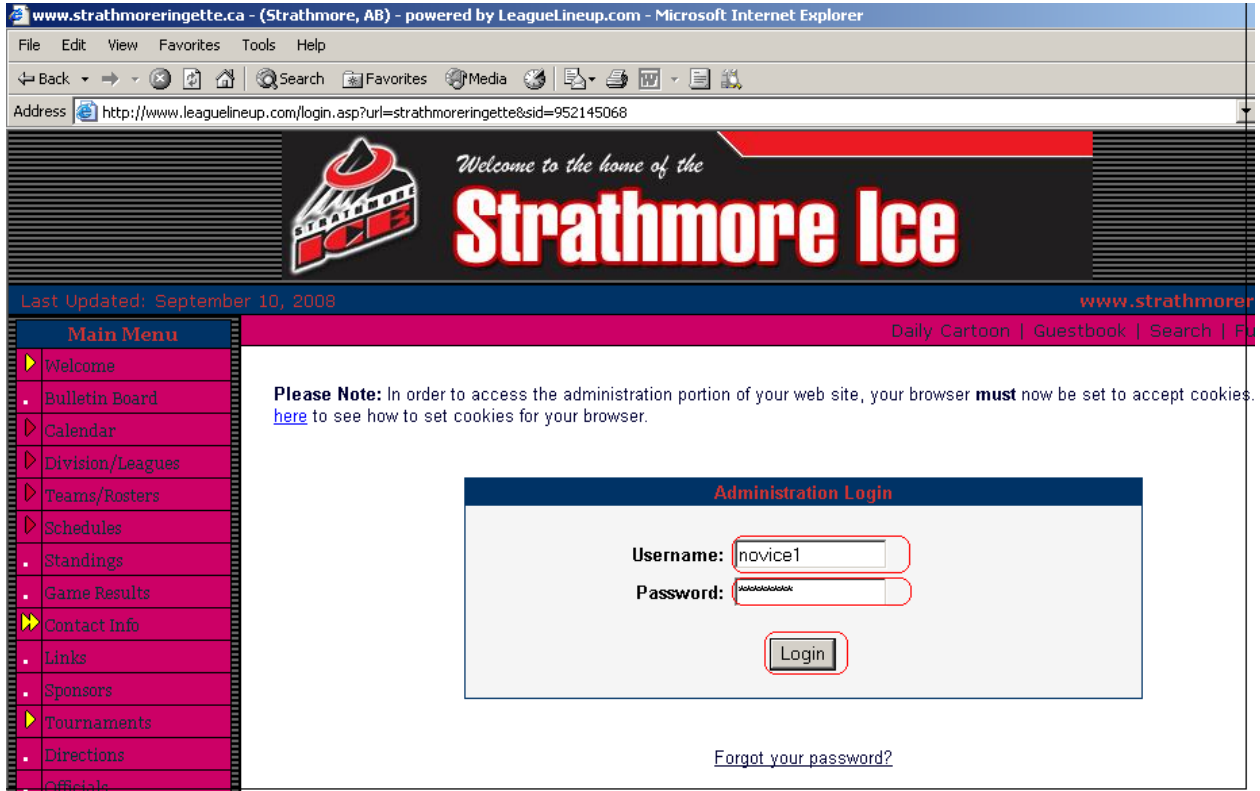 www.strathmoreringette.ca - (Strathmore, AB) - powered by LeagueLineup.com - Microsoft Internet Explorer
File Edit View Favorites Tools Help
Back Search Favorites Media
Address http://www.leaguelineup.com/login.asp?url=strathmoreringette&sid=952145068
STRATHMORE
ICE
Welcome to the home of the
Strathmore Ice
Last Updated: September 10, 2008 www.strathmorer
Main Menu
Daily Cartoon | Guestbook | Search | Fu
Welcome
Bulletin Board
Calendar
Division/Leagues
Teams/Rosters
Schedules
Standings
Game Results
Contact Info
Links
Sponsors
Tournaments
Directions
Officials
Please Note: In order to access the administration portion of your web site, your browser must now be set to accept cookies.
here to see how to set cookies for your browser.
Administration Login
Username: novice1
Password: **********
Login
Forgot your password?